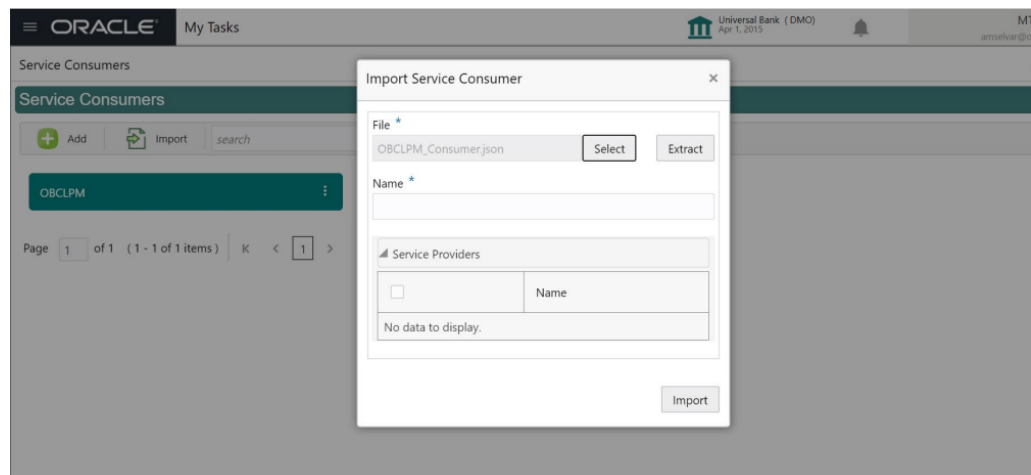 ORACLE My Tasks
Universal Bank ( DMO)
Apr 1, 2015
MT
amselvar@o
Service Consumers
Service Consumers
Add Import search
OBCLPM
Page 1 of 1 ( 1 - 1 of 1 items ) K < 1 >
Import Service Consumer ×
File *
OBCLPM_Consumer.json Select Extract
Name *
Service Providers
Name
No data to display.
Import